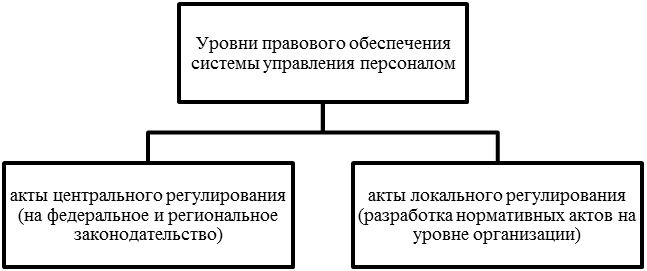 Уровни правового обеспечения
системы управления персоналом
акты центрального регулирования
(на федеральное и региональное
законодательство)
акты локального регулирования
(разработка нормативных актов на
уровне организации)